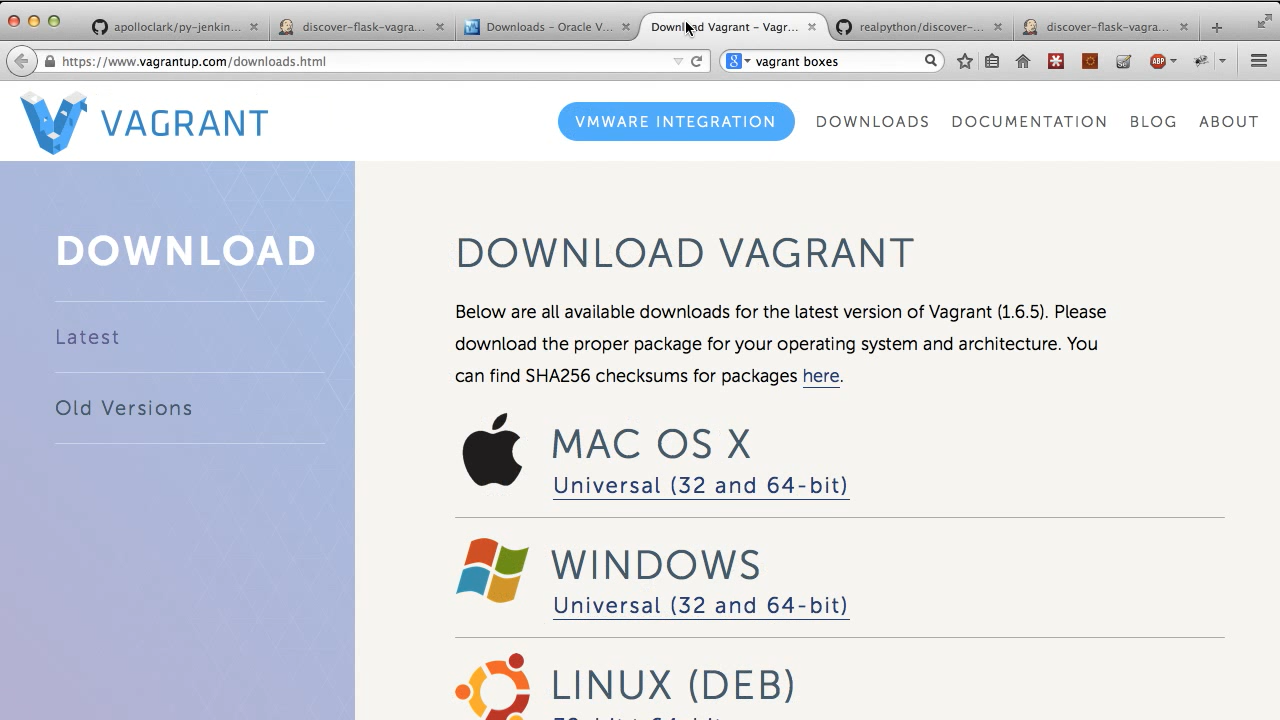 apolloclark/py-jenkin...
discover-flask-vagra...
Downloads – Oracle V...
Download Vagrant – Vagr...
realpython/discover-...
discover-flask-vagra...
https://www.vagrantup.com/downloads.html
vagrant boxes
ABP
VAGRANT
VMWARE INTEGRATION
DOWNLOADS
DOCUMENTATION
BLOG
ABOUT
DOWNLOAD
Latest
Old Versions
DOWNLOAD VAGRANT
Below are all available downloads for the latest version of Vagrant (1.6.5). Please
download the proper package for your operating system and architecture. You
can find SHA256 checksums for packages here.
MAC OS X
Universal (32 and 64-bit)
WINDOWS
Universal (32 and 64-bit)
LINUX (DEB)